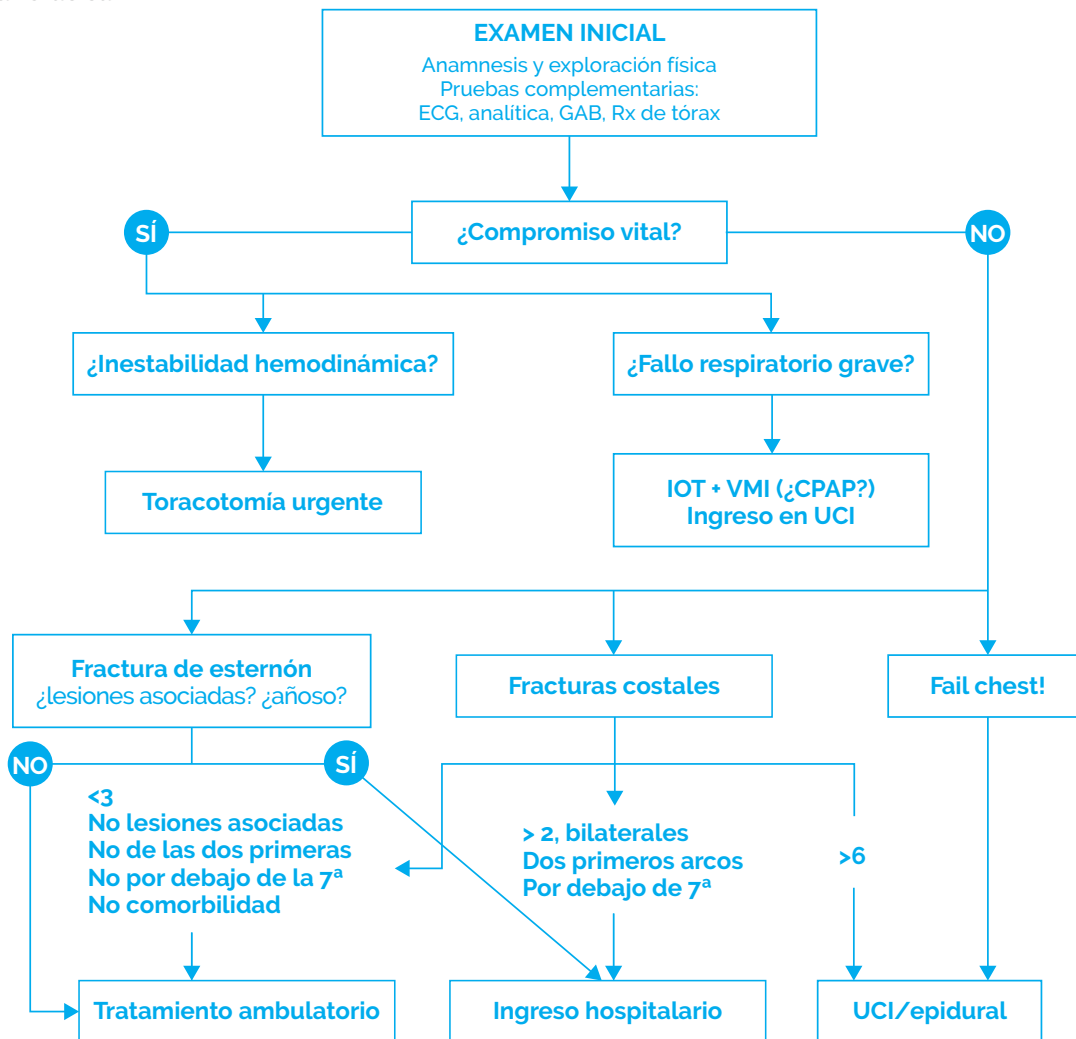 EXAMEN INICIAL
Anamnesis y exploración física
Pruebas complementarias:
ECG, analítica, GAB, Rx de tórax
SÍ
¿Compromiso vital?
NO
¿Inestabilidad hemodinámica?
¿Fallo respiratorio grave?
Toracotomía urgente
IOT + VMI (¿CPAP?)
Ingreso en UCI
Fractura de esternón
¿lesiones asociadas? ¿añoso?
Fracturas costales
Fail chest!
NO
SÍ
<3
No lesiones asociadas
No de las dos primeras
No por debajo de la 7ª
No comorbilidad
> 2, bilaterales
Dos primeros arcos
Por debajo de 7ª
>6
Tratamiento ambulatorio
Ingreso hospitalario
UCI/epidural